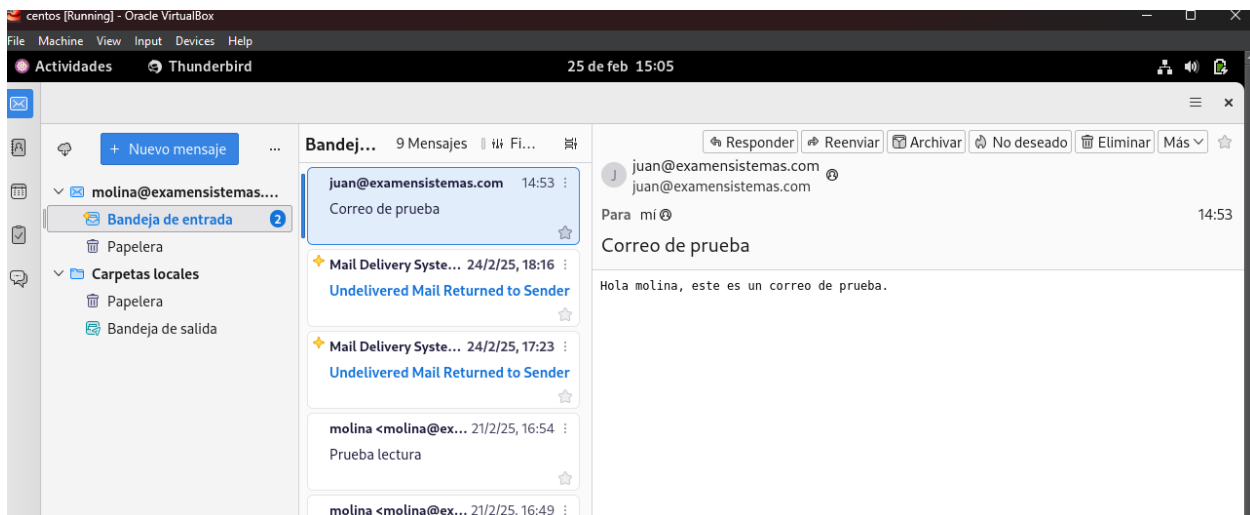 centos [Running] - Oracle VirtualBox
File Machine View Input Devices Help
Actividades Thunderbird 25 de feb 15:05
+ Nuevo mensaje ...
molina@examensistemas....
Bandeja de entrada 2
Papelera
Carpetas locales
Papelera
Bandeja de salida
Bandej... 9 Mensajes Fi...
juan@examensistemas.com 14:53
Correo de prueba
Mail Delivery Syste... 24/2/25, 18:16
Undelivered Mail Returned to Sender
Mail Delivery Syste... 24/2/25, 17:23
Undelivered Mail Returned to Sender
molina <molina@ex... 21/2/25, 16:54
Prueba lectura
molina <molina@ex... 21/2/25, 16:49
Responder Reenviar Archivar No deseado Eliminar Más
J juan@examensistemas.com
juan@examensistemas.com
Para mí 14:53
Correo de prueba
Hola molina, este es un correo de prueba.